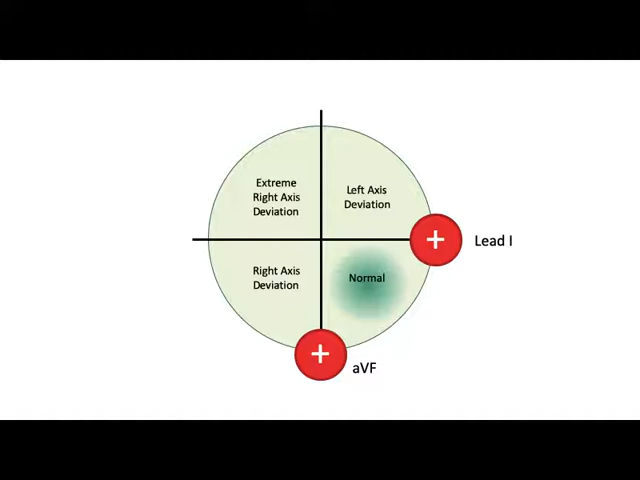 Extreme
Right Axis
Deviation
Left Axis
Deviation
+
Lead I
Right Axis
Deviation
Normal
+
aVF